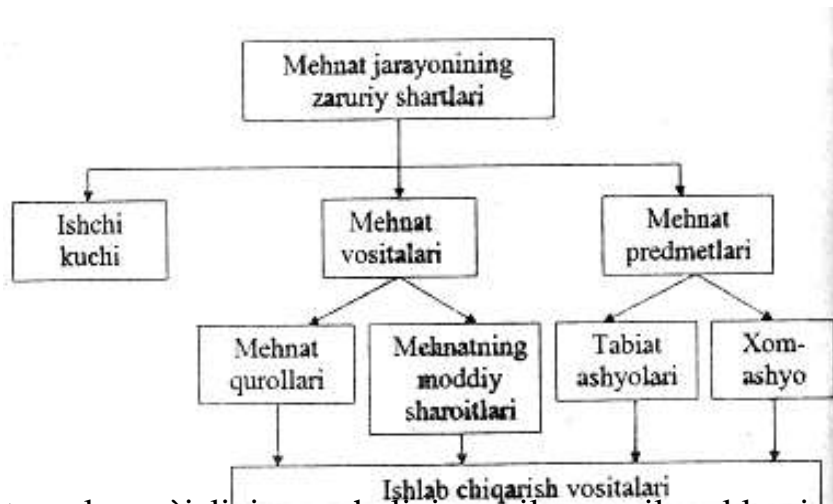 Mehnat jarayonining
zaruriy shartlari
Ishchi
kuchi
Mehnat
vositalari
Mehnat
predmetlari
Mehnat
qurollari
Mehnatning
moddiy
sharoitlari
Tabiat
ashyolari
Xom-
ashyo
Ishlab chiqarish vositalari